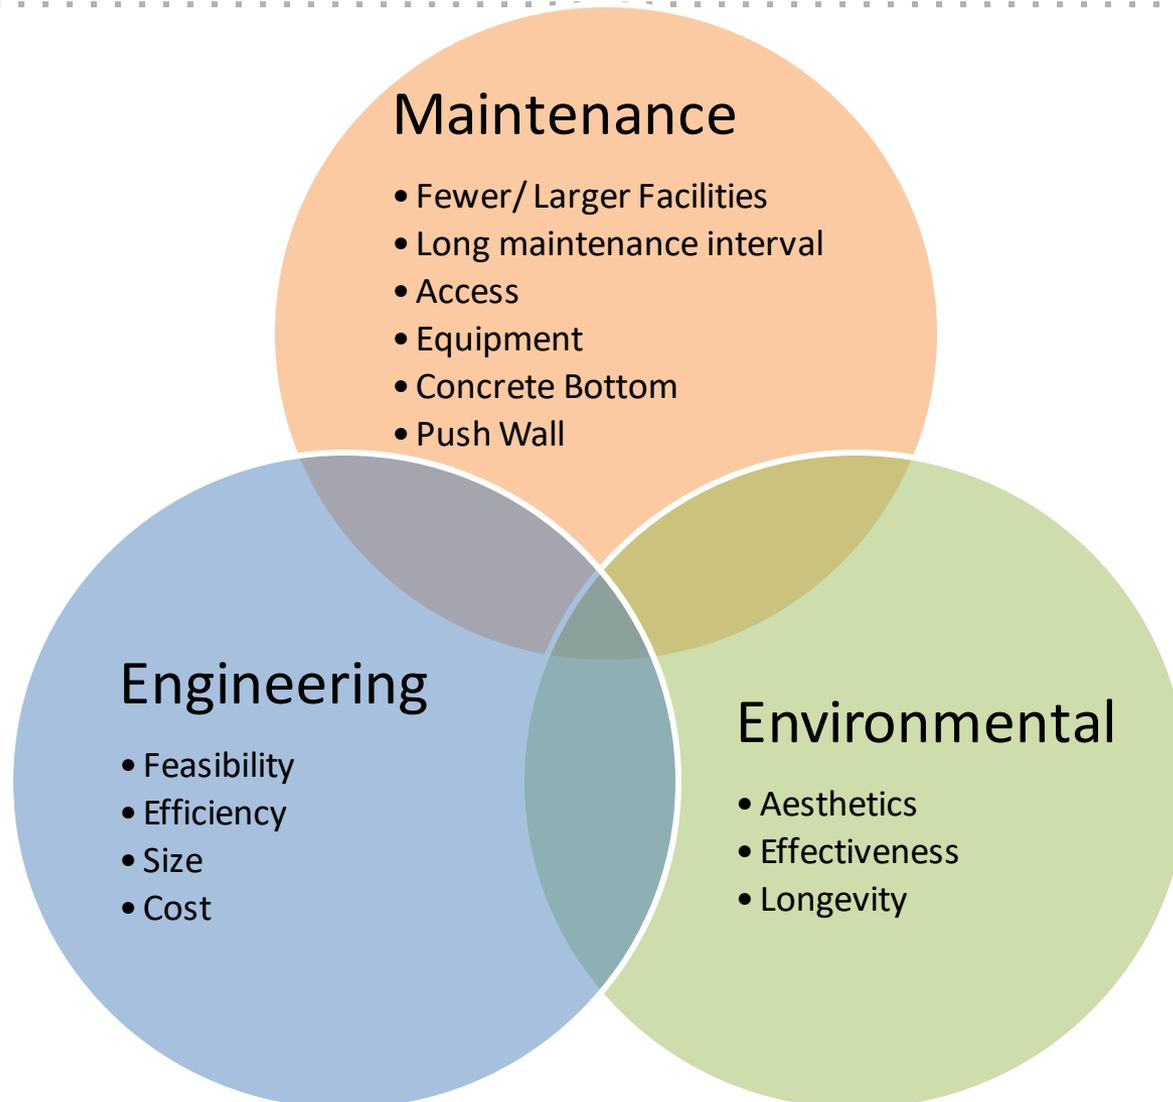 Maintenance
• Fewer/ Larger Facilities
• Long maintenance interval
• Access
• Equipment
• Concrete Bottom
• Push Wall
Engineering
• Feasibility
• Efficiency
• Size
• Cost
Environmental
• Aesthetics
• Effectiveness
• Longevity